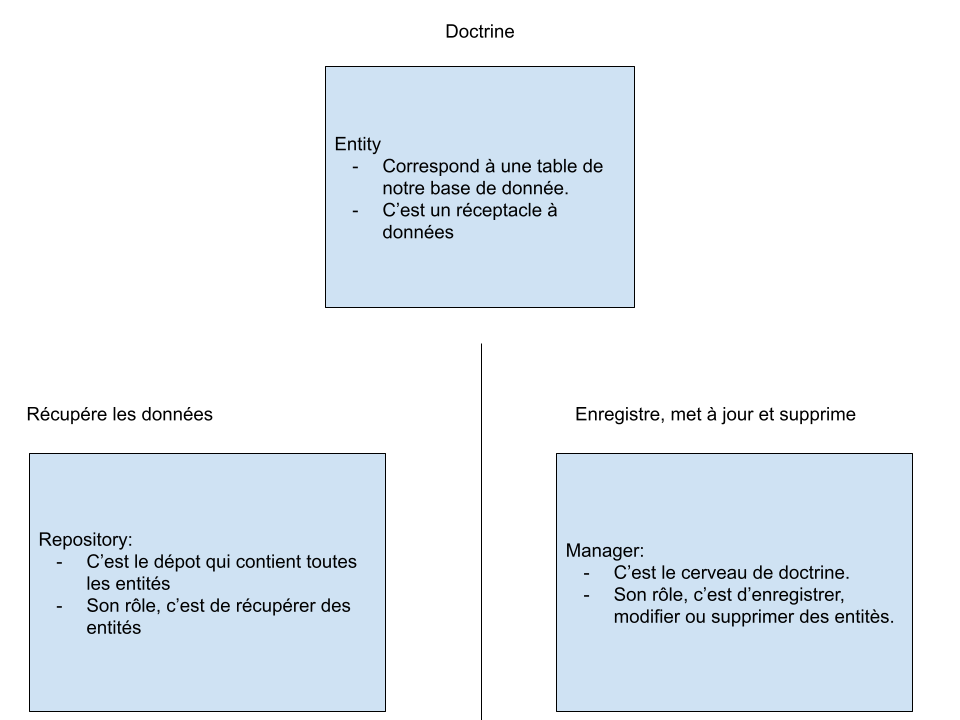 Doctrine
Entity
- Correspond à une table de
notre base de donnée.
- C’est un réceptacle à
données
Récupére les données
Enregistre, met à jour et supprime
Repository:
- C’est le dépot qui contient toutes
les entités
- Son rôle, c’est de récupérer des
entités
Manager:
- C’est le cerveau de doctrine.
- Son rôle, c’est d’enregistrer,
modifier ou supprimer des entitès.